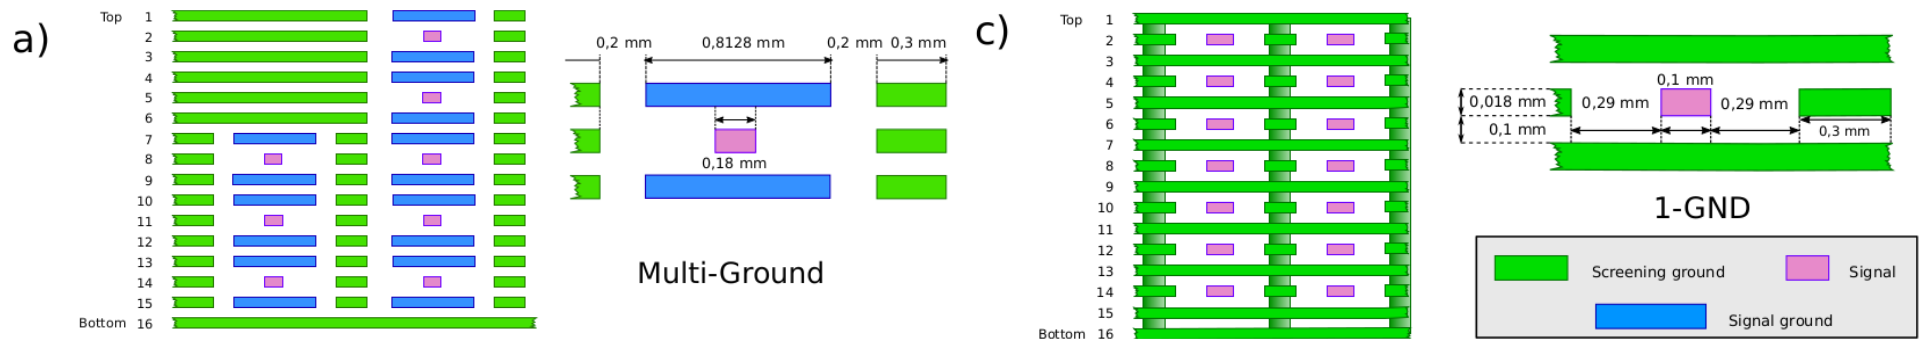 a)
Top 1
2
3
4
5
6
7
8
9
10
11
12
13
14
15
Bottom 16
0,2 mm 0,8128 mm 0,2 mm 0,3 mm
0,18 mm
Multi-Ground
c)
Top 1
2
3
4
5
6
7
8
9
10
11
12
13
14
15
Bottom 16
0,1 mm
0,018 mm 0,29 mm 0,29 mm
0,1 mm 0,3 mm
1-GND
Screening ground Signal
Signal ground